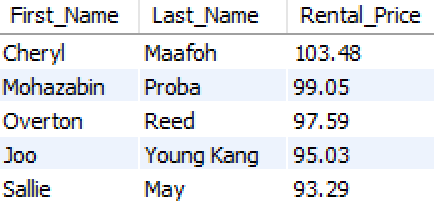 First_Name Last_Name Rental_Price
Cheryl Maafoh 103.48
Mohazabin Proba 99.05
Overton Reed 97.59
Joo Young Kang 95.03
Sallie May 93.29